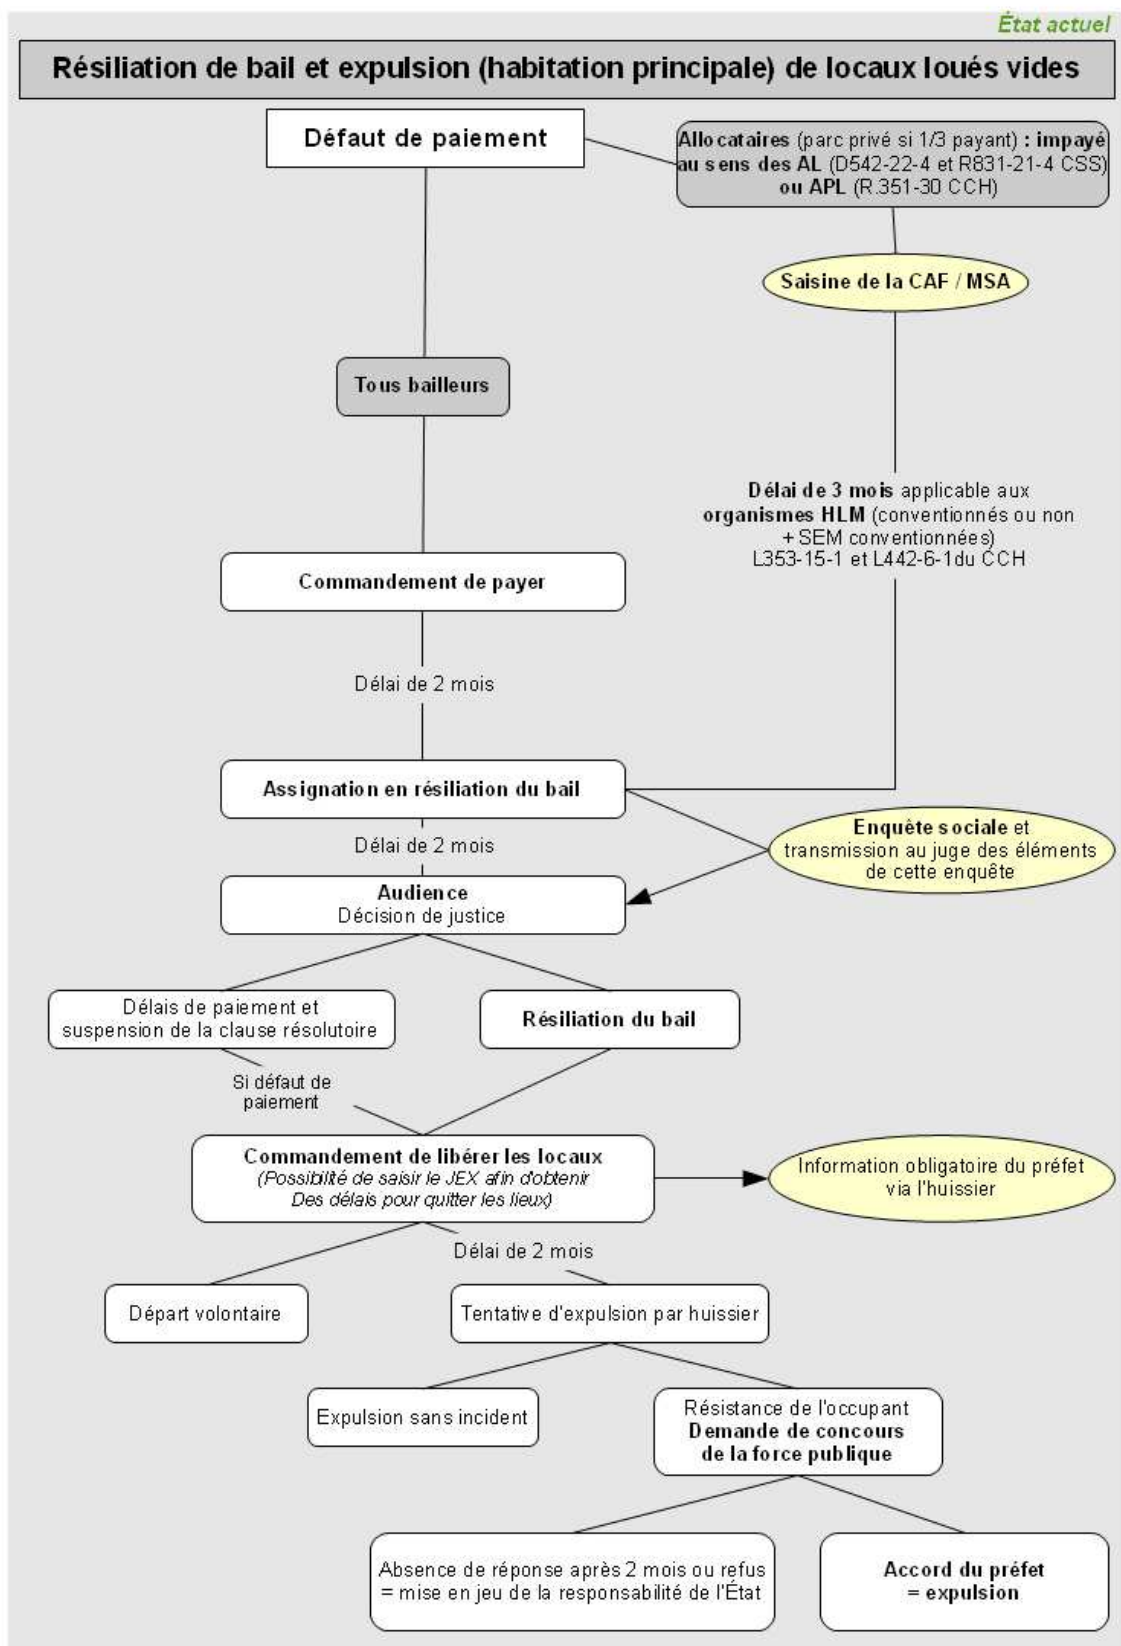 État actuel
Résiliation de bail et expulsion (habitation principale) de locaux loués vides
Défaut de paiement
Allocataires (parc privé si 1/3 payant) : impayé
au sens des AL (D542-22-4 et R831-21-4 CSS)
ou APL (R.351-30 CCH)
Saisine de la CAF / MSA
Tous bailleurs
Délai de 3 mois applicable aux
organismes HLM (conventionnés ou non
+ SEM conventionnées)
L353-15-1 et L442-6-1du CCH
Commandement de payer
Délai de 2 mois
Assignation en résiliation du bail
Enquête sociale et
transmission au juge des éléments
de cette enquête
Délai de 2 mois
Audience
Décision de justice
Délais de paiement et
suspension de la clause résolutoire
Résiliation du bail
Si défaut de
paiement
Commandement de libérer les locaux
(Possibilité de saisir le JEX afin d'obtenir
Des délais pour quitter les lieux)
Information obligatoire du préfet
via l'huissier
Délai de 2 mois
Départ volontaire
Tentative d'expulsion par huissier
Expulsion sans incident
Résistance de l'occupant
Demande de concours
de la force publique
Absence de réponse après 2 mois ou refus
= mise en jeu de la responsabilité de l'État
Accord du préfet
= expulsion